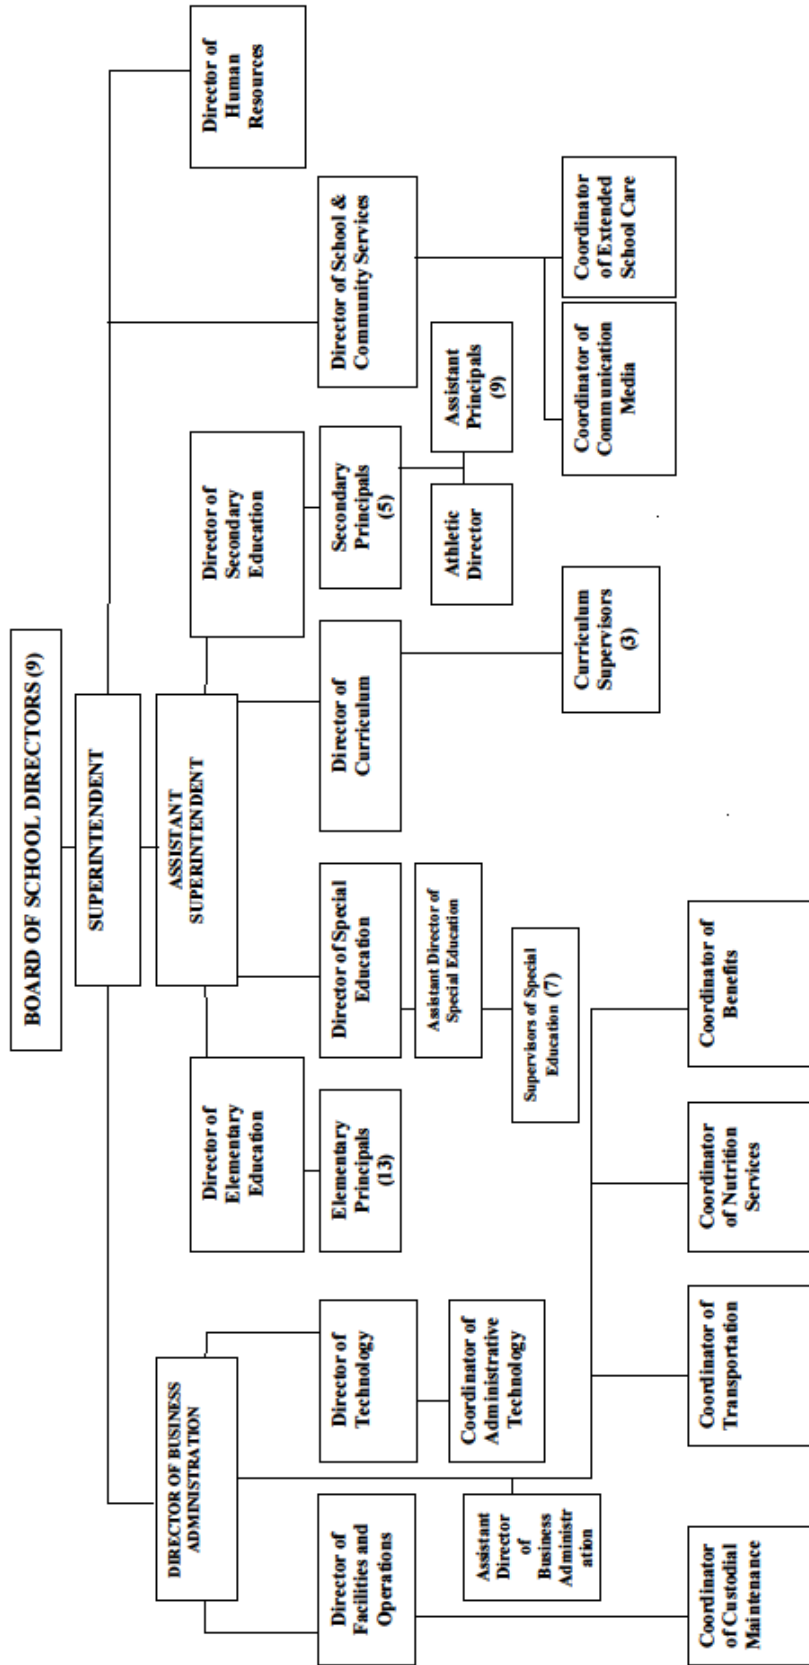 BOARD OF SCHOOL DIRECTORS (9)
SUPERINTENDENT
DIRECTOR OF BUSINESS
ADMINISTRATION
ASSISTANT
SUPERINTENDENT
Director of
Elementary
Education
Director of
Secondary
Education
Director of
Human
Resources
Director of
Facilities and
Operations
Director of
Technology
Elementary
Principals
(13)
Director of Special
Education
Director of
Curriculum
Secondary
Principals
(5)
Director of School &
Community Services
Assistant
Director
of
Business
Administr
ation
Coordinator of
Administrative
Technology
Assistant Director of
Special Education
Supervisors of Special
Education (7)
Athletic
Director
Assistant
Principals
(9)
Curriculum
Supervisors
(3)
Coordinator of
Communication
Media
Coordinator
of Extended
School Care
Coordinator
of Custodial
Maintenance
Coordinator of
Transportation
Coordinator
of Nutrition
Services
Coordinator of
Benefits